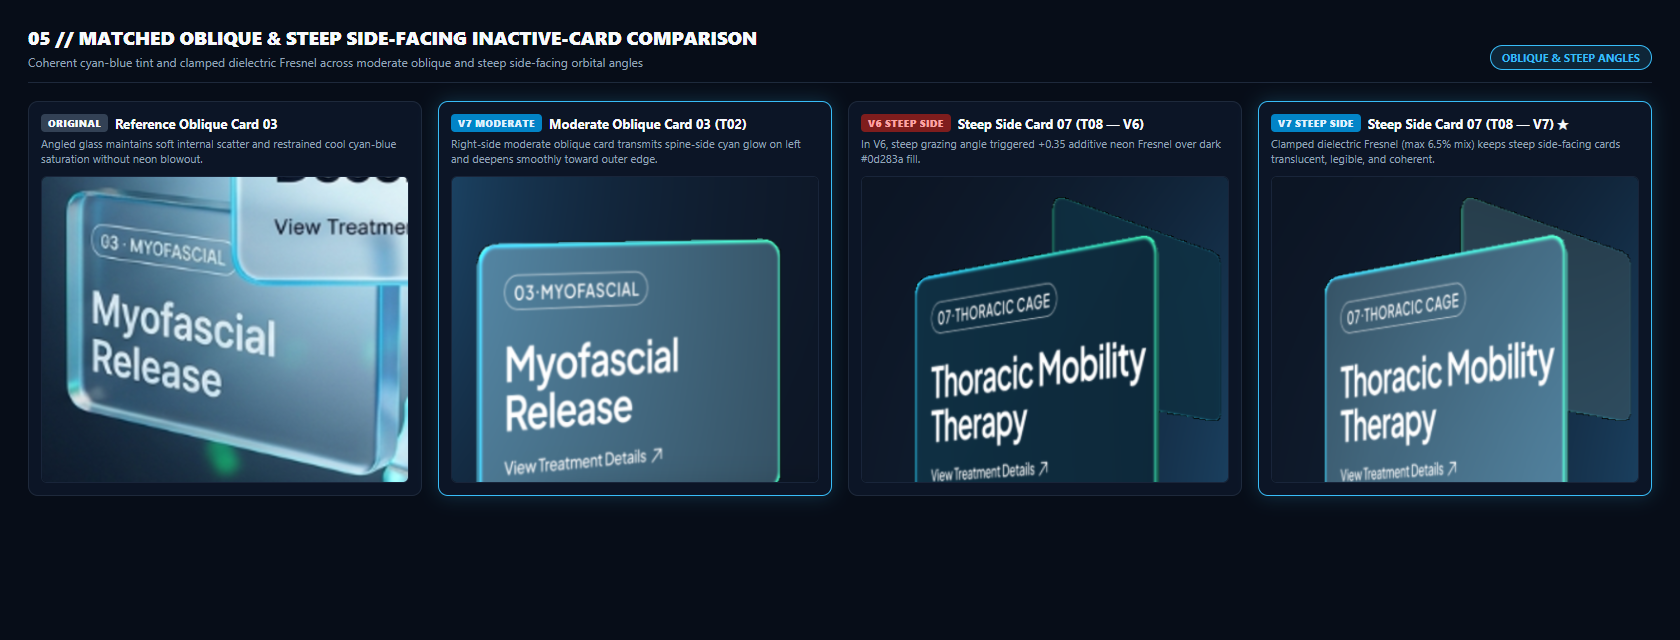 05 // MATCHED OBLIQUE & STEEP SIDE-FACING INACTIVE-CARD COMPARISON
Coherent cyan-blue tint and clamped dielectric Fresnel across moderate oblique and steep side-facing orbital angles
OBLIQUE & STEEP ANGLES
ORIGINAL Reference Oblique Card 03
Angled glass maintains soft internal scatter and restrained cool cyan-blue
saturation without neon blowout.
View Treatme
03 · MYOFASCIAL
Myofascial
Release
V7 MODERATE Moderate Oblique Card 03 (T02)
Right-side moderate oblique card transmits spine-side cyan glow on left
and deepens smoothly toward outer edge.
03·MYOFASCIAL
Myofascial
Release
View Treatment Details ↗
V6 STEEP SIDE Steep Side Card 07 (T08 — V6)
In V6, steep grazing angle triggered +0.35 additive neon Fresnel over dark
#0d283a fill.
07·THORACIC CAGE
Thoracic Mobility
Therapy
View Treatment Details ↗
V7 STEEP SIDE Steep Side Card 07 (T08 — V7) ★
Clamped dielectric Fresnel (max 6.5% mix) keeps steep side-facing cards
translucent, legible, and coherent.
07·THORACIC CAGE
Thoracic Mobility
Therapy
View Treatment Details ↗